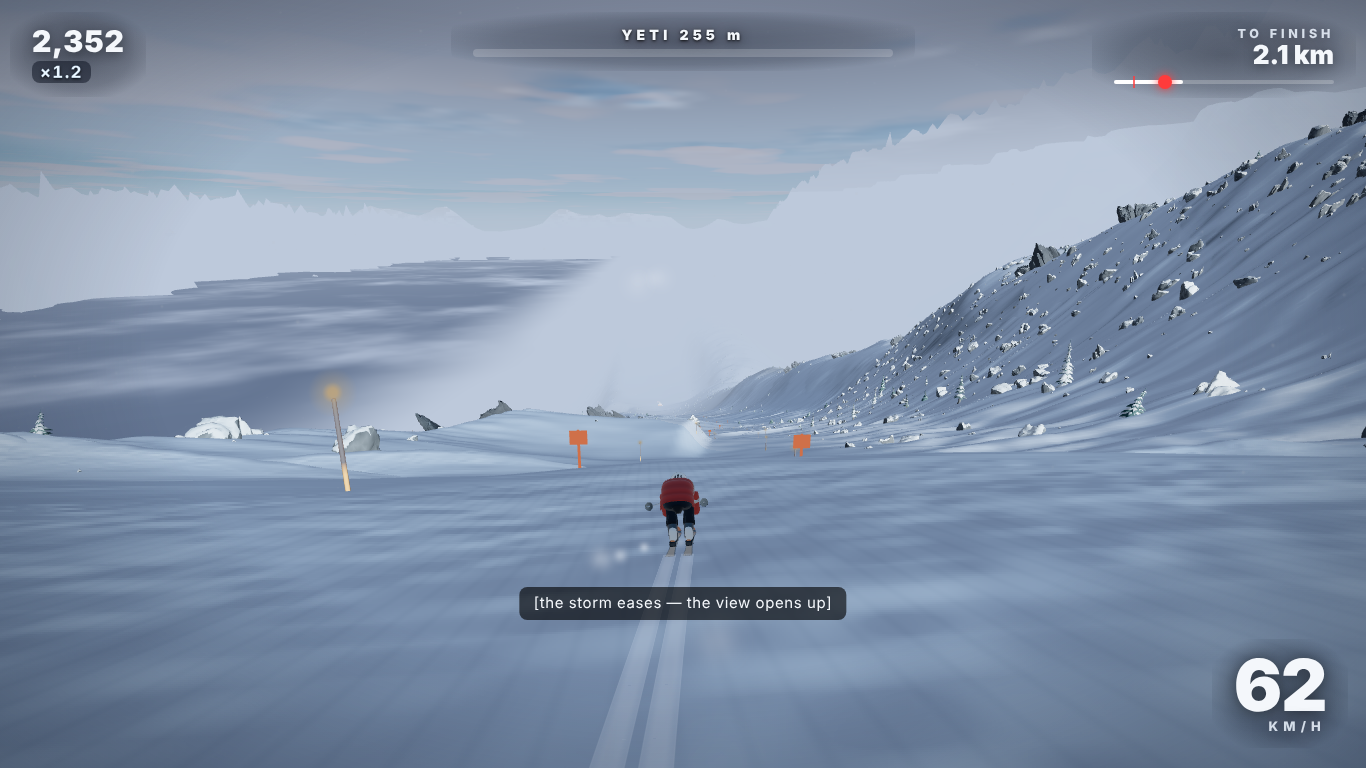 2,352
×1.2
YETI 255 m
TO FINISH
2.1 km
[the storm eases — the view opens up]
62
KM/H